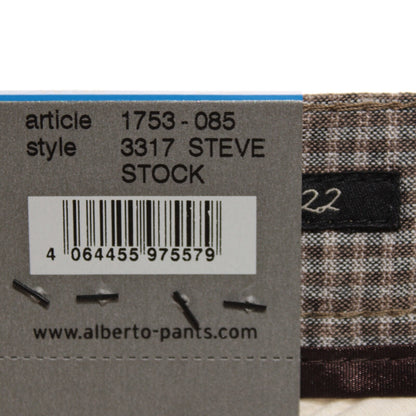 article 1753 - 085
style 3317 STEVE
STOCK
4 064455 975579
www.alberto-pants.com
22